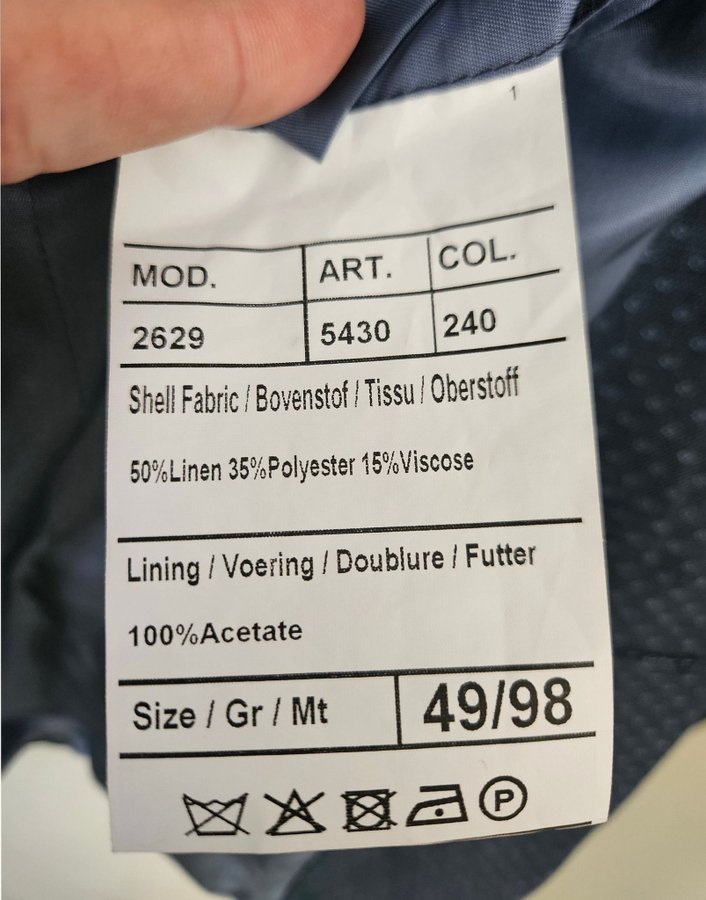 1
MOD. ART. COL.
2629 5430 240
Shell Fabric / Bovenstof / Tissu / Oberstoff
50%Linen 35%Polyester 15%Viscose
Lining / Voering / Doublure / Futter
100%Acetate
Size / Gr / Mt 49/98
P